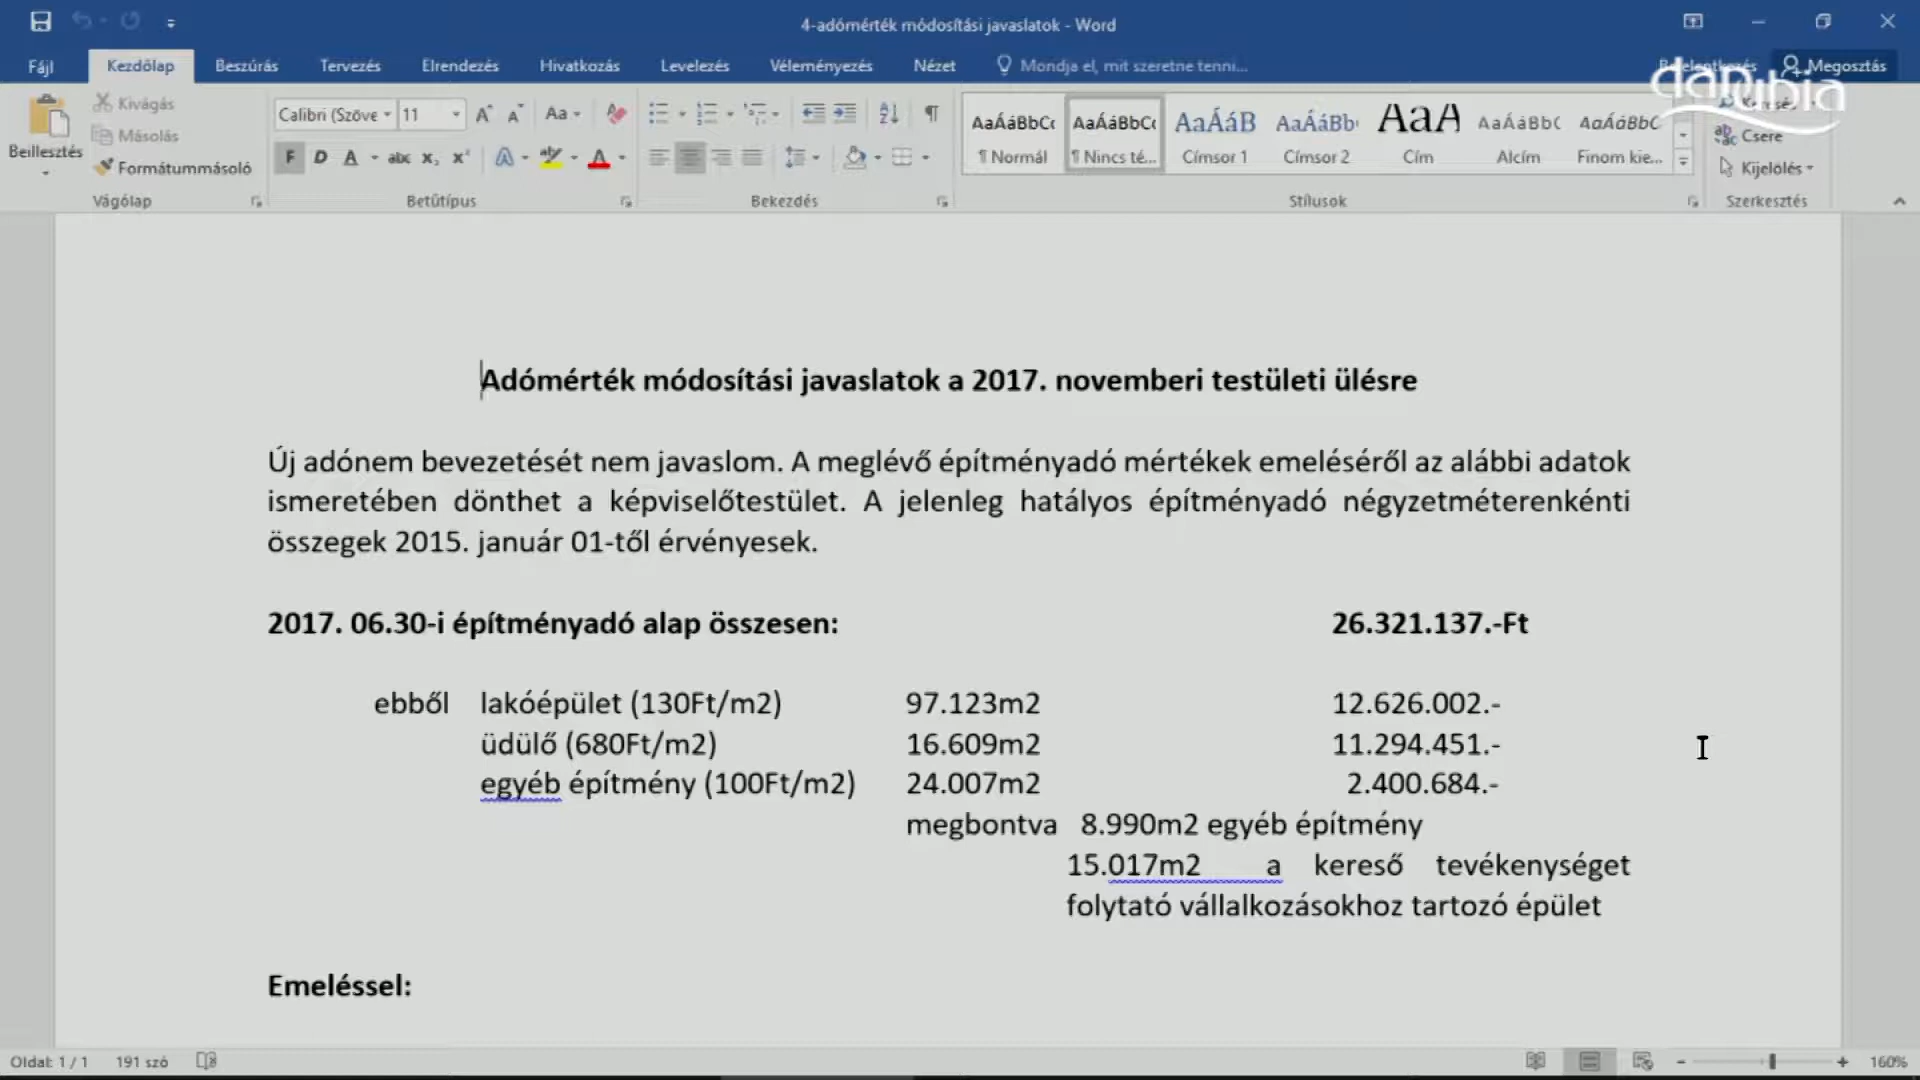 4-adómérték módosítási javaslatok - Word
Fájl Kezdőlap Beszúrás Tervezés Elrendezés Hivatkozás Levelezés Véleményezés Nézet Mondja el, mit szeretne tenni... Megosztás
danubia
Beillesztés
Kivágás
Másolás
Formátummásoló
Calibri (Szöve 11
Aa
F D A abc x₂ x²
AaÁáBbCc AaÁáBbCc AaÁáB AaÁáBb AaA AaÁáBbC AaÁáBbC
¶ Normál ¶ Nincs té... Címsor 1 Címsor 2 Cím Alcím Finom kie...
Csere
Kijelölés
Vágólap Betűtípus Bekezdés Stílusok Szerkesztés
Adómérték módosítási javaslatok a 2017. novemberi testületi ülésre
Új adónem bevezetését nem javaslom. A meglévő építményadó mértékek emeléséről az alábbi adatok
ismeretében dönthet a képviselőtestület. A jelenleg hatályos építményadó négyzetméterenkénti
összegek 2015. január 01-től érvényesek.
2017. 06.30-i építményadó alap összesen: 26.321.137.-Ft
ebből lakóépület (130Ft/m2) 97.123m2 12.626.002.-
üdülő (680Ft/m2) 16.609m2 11.294.451.-
egyéb építmény (100Ft/m2) 24.007m2 2.400.684.-
megbontva 8.990m2 egyéb építmény
15.017m2 a kereső tevékenységet
folytató vállalkozásokhoz tartozó épület
Emeléssel:
Oldal: 1 / 1 191 szó 160%